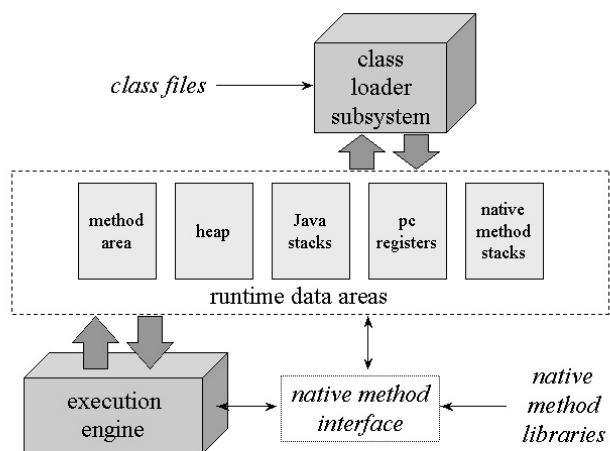 class
loader
subsystem
class files
method
area
heap
Java
stacks
pc
registers
native
method
stacks
runtime data areas
execution
engine
native method
interface
native
method
libraries